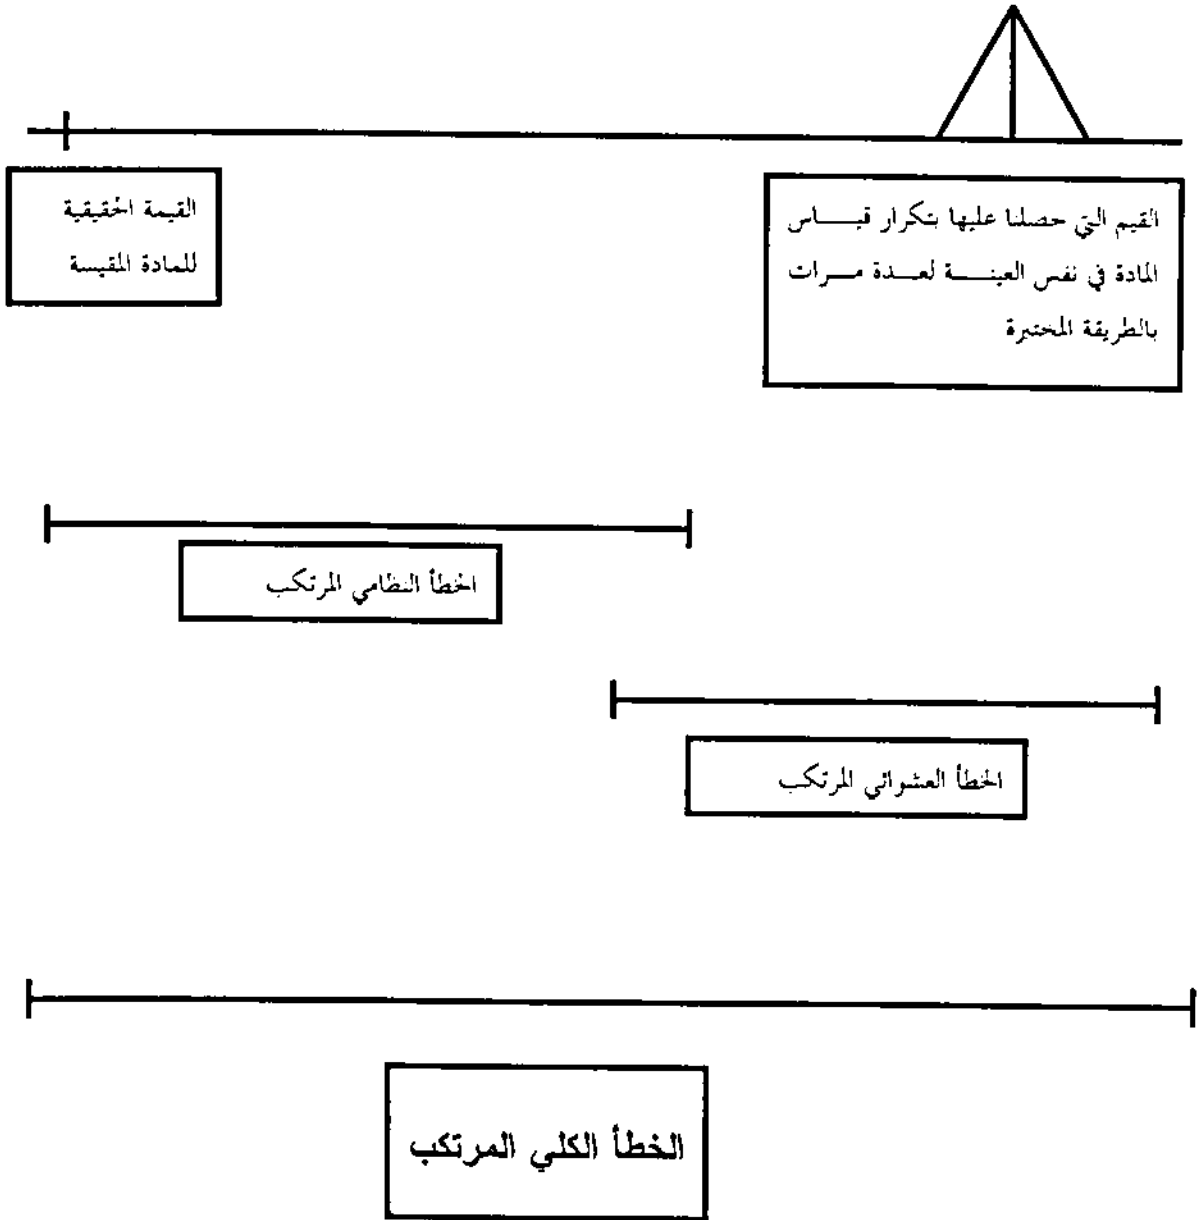 القيمة الحقيقية
للمادة المقيسة
القيم التي حصلنا عليها بتكرار قياس
المادة في نفس العينة لعدة مرات
بالطريقة المختبرة
الخطأ النظامي المرتكب
الخطأ العشوائي المرتكب
الخطأ الكلي المرتكب